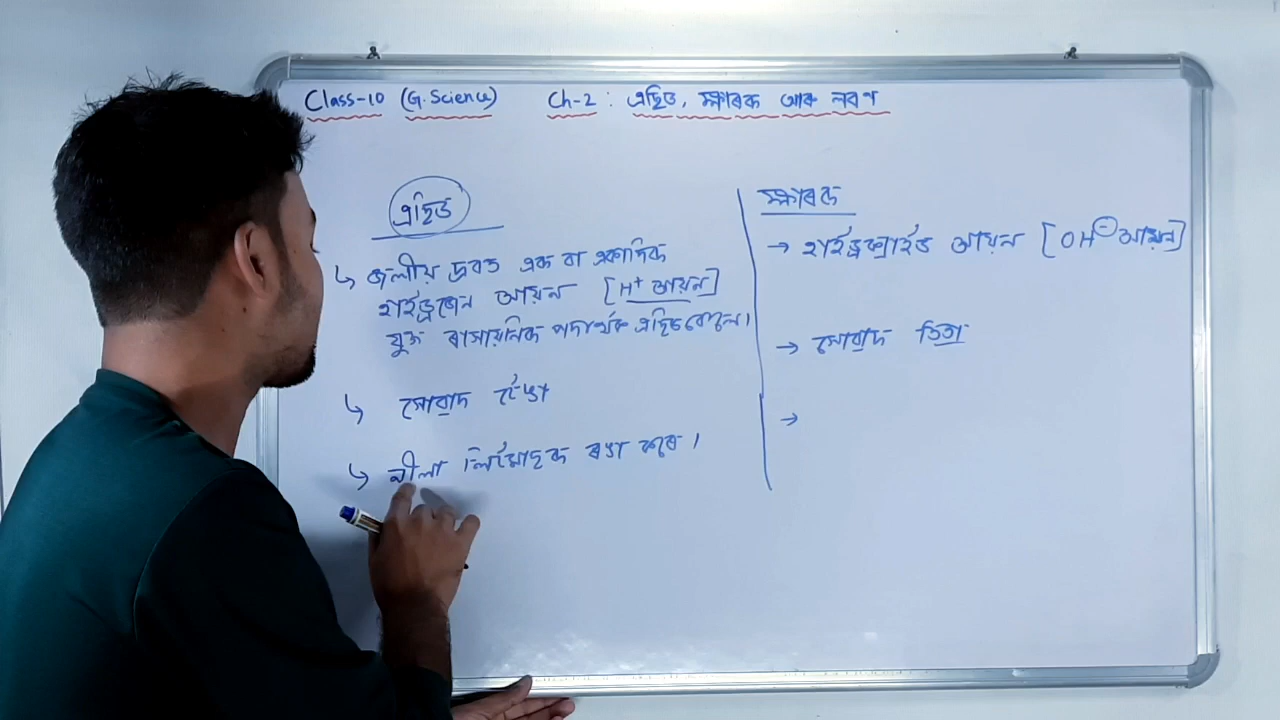 Class-10 (G. Science) Ch-2 : এছিড, ক্ষাৰক আৰু লৱণ
এছিড
↳ জলীয় দ্ৰৱত এক বা একাধিক
হাইড্ৰজেন আয়ন [H⁺ আয়ন]
যুক্ত ৰাসায়নিক পদাৰ্থক এছিড বোলে।
↳ সোৱাদ টেঙা
↳ নীলা লিটমাছক ৰঙা কৰে।
ক্ষাৰক
→ হাইড্ৰক্সাইড আয়ন [OH⊖ আয়ন]
→ সোৱাদ তিতা
→